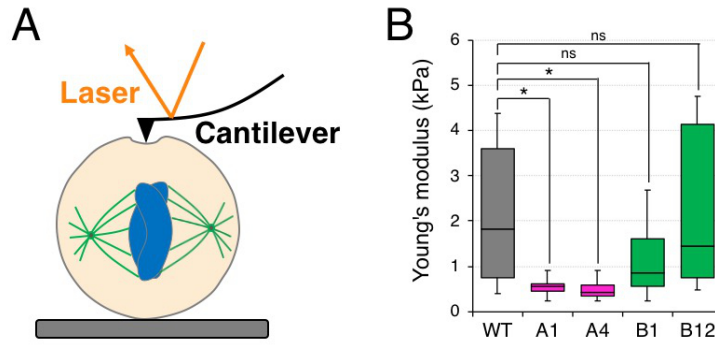 A
Laser
Cantilever
B
Young's modulus (kPa)
6
5
4
3
2
1
0
ns
ns
*
*
WT A1 A4 B1 B12